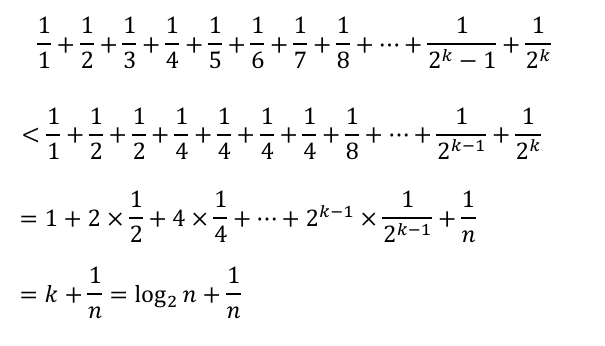 1/1 + 1/2 + 1/3 + 1/4 + 1/5 + 1/6 + 1/7 + 1/8 + ⋯ + 1/(2^k − 1) + 1/2^k
< 1/1 + 1/2 + 1/2 + 1/4 + 1/4 + 1/4 + 1/4 + 1/8 + ⋯ + 1/2^(k−1) + 1/2^k
= 1 + 2 × 1/2 + 4 × 1/4 + ⋯ + 2^(k−1) × 1/2^(k−1) + 1/n
= k + 1/n = log₂ n + 1/n